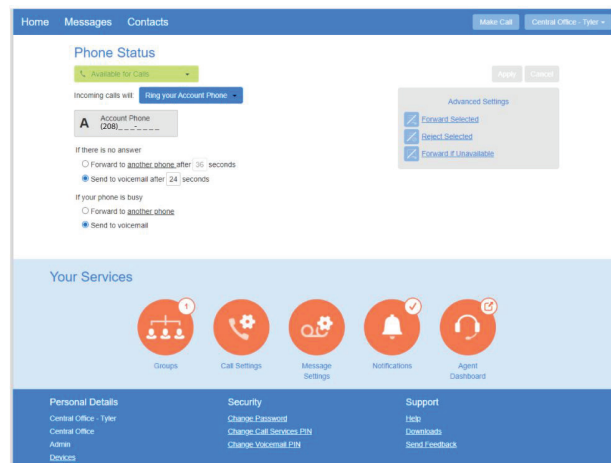 Home Messages Contacts Make Call Central Office - Tyler
Phone Status
Available for Calls
Apply Cancel
Incoming calls will: Ring your Account Phone
A Account Phone
(208)_ _ _-_ _ _ _
If there is no answer
Forward to another phone after 36 seconds
Send to voicemail after 24 seconds
If your phone is busy
Forward to another phone
Send to voicemail
Advanced Settings
Forward Selected
Reject Selected
Forward if Unavailable
Your Services
1
Groups
Call Settings
Message
Settings
Notifications
Agent
Dashboard
Personal Details
Central Office - Tyler
Central Office
Admin
Devices
Security
Change Password
Change Call Services PIN
Change Voicemail PIN
Support
Help
Downloads
Send Feedback